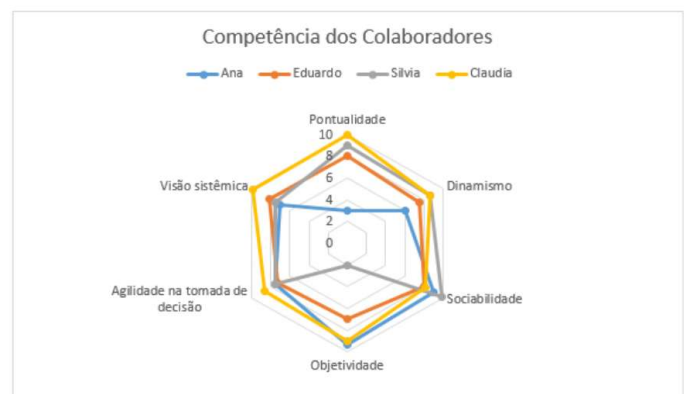 Competência dos Colaboradores
Ana Eduardo Silvia Claudia
Pontualidade
10
8
6
4
2
0
Visão sistêmica
Dinamismo
Agilidade na tomada de
decisão
Sociabilidade
Objetividade